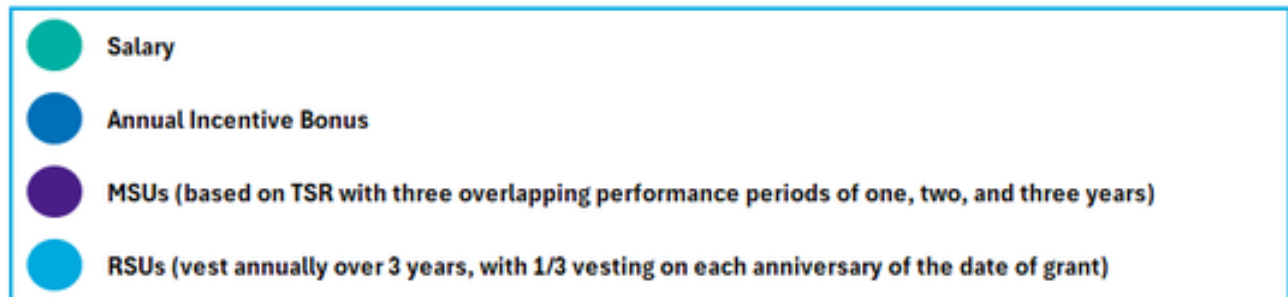 Salary
Annual Incentive Bonus
MSUs (based on TSR with three overlapping performance periods of one, two, and three years)
RSUs (vest annually over 3 years, with 1/3 vesting on each anniversary of the date of grant)